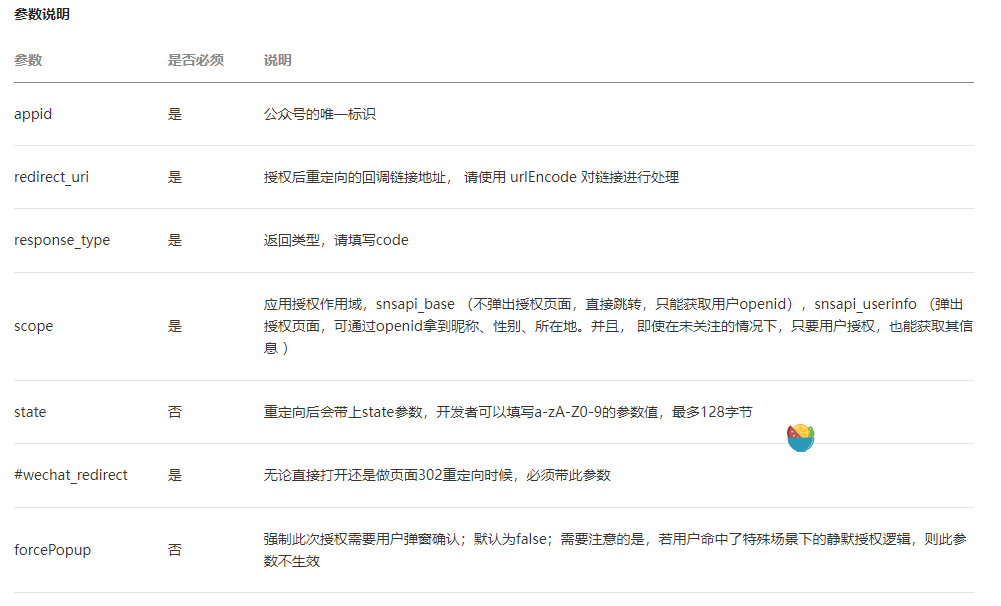 参数说明
参数 是否必须 说明
appid 是 公众号的唯一标识
redirect_uri 是 授权后重定向的回调链接地址， 请使用 urlEncode 对链接进行处理
response_type 是 返回类型，请填写code
应用授权作用域，snsapi_base （不弹出授权页面，直接跳转，只能获取用户openid），snsapi_userinfo （弹出
scope 是 授权页面，可通过openid拿到昵称、性别、所在地。并且， 即使在未关注的情况下，只要用户授权，也能获取其信
息 ）
state 否 重定向后会带上state参数，开发者可以填写a-zA-Z0-9的参数值，最多128字节
#wechat_redirect 是 无论直接打开还是做页面302重定向时候，必须带此参数
强制此次授权需要用户弹窗确认；默认为false；需要注意的是，若用户命中了特殊场景下的静默授权逻辑，则此参
forcePopup 否 数不生效